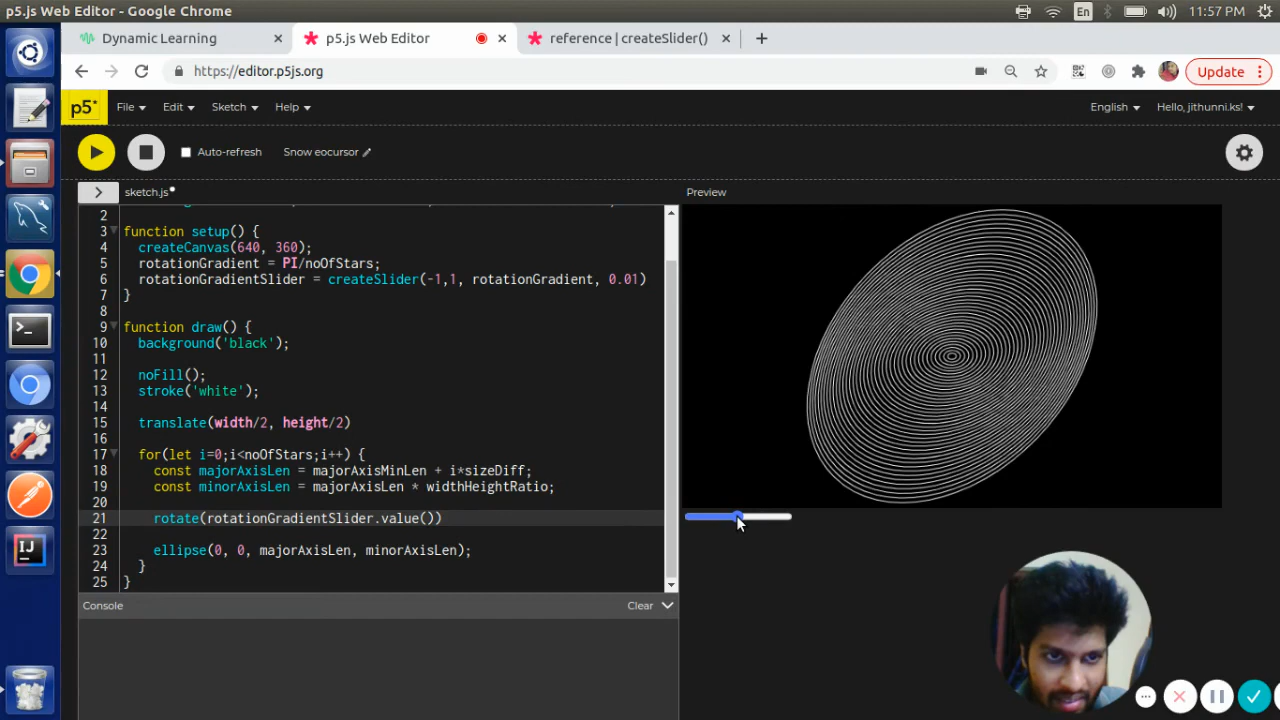 p5.js Web Editor - Google Chrome
En
11:57 PM
Dynamic Learning
p5.js Web Editor
reference | createSlider()
https://editor.p5js.org
Update
p5*
File
Edit
Sketch
Help
English
Hello, jithunni.ks!
Auto-refresh
Snow eocursor
sketch.js
Preview
2
3 function setup() {
4 createCanvas(640, 360);
5 rotationGradient = PI/noOfStars;
6 rotationGradientSlider = createSlider(-1,1, rotationGradient, 0.01)
7 }
8
9 function draw() {
10 background('black');
11
12 noFill();
13 stroke('white');
14
15 translate(width/2, height/2)
16
17 for(let i=0;i<noOfStars;i++) {
18 const majorAxisLen = majorAxisMinLen + i*sizeDiff;
19 const minorAxisLen = majorAxisLen * widthHeightRatio;
20
21 rotate(rotationGradientSlider.value())
22
23 ellipse(0, 0, majorAxisLen, minorAxisLen);
24 }
25 }
Console
Clear
IJ